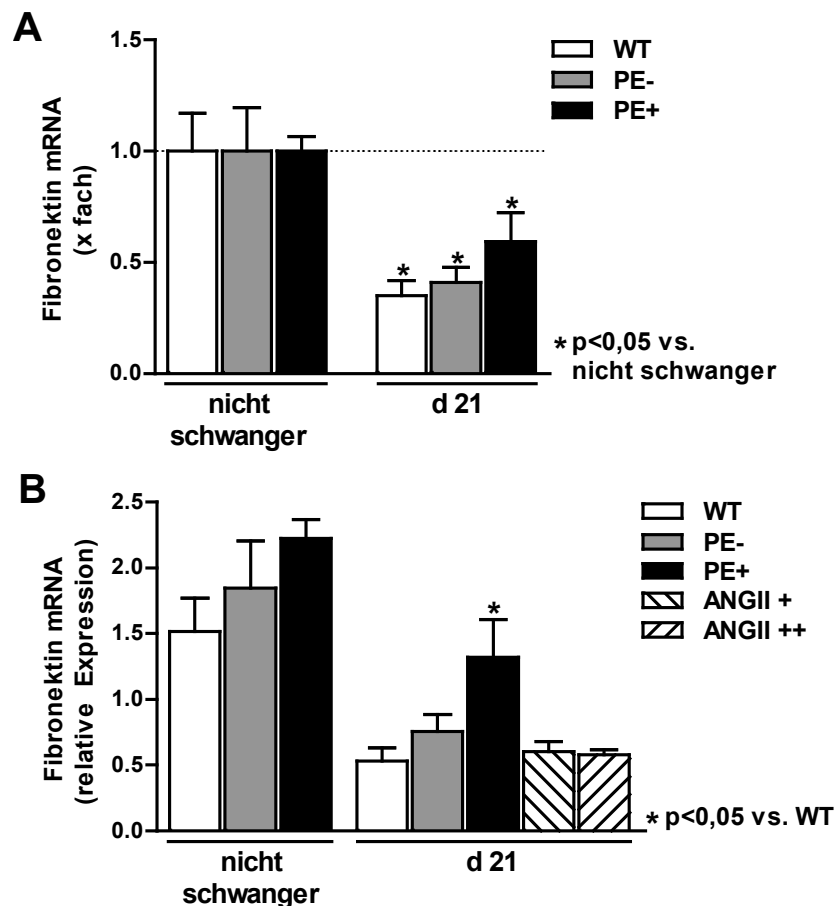 A
1.5
1.0
0.5
0.0
Fibronektin mRNA
(x fach)
WT
PE-
PE+
* * *
* p<0,05 vs.
nicht schwanger
nicht
schwanger
d 21
B
2.5
2.0
1.5
1.0
0.5
0.0
Fibronektin mRNA
(relative Expression)
WT
PE-
PE+
ANGII +
ANGII ++
*
* p<0,05 vs. WT
nicht
schwanger
d 21